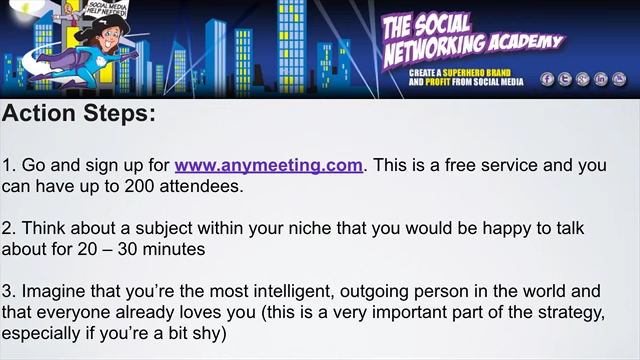 SOCIAL MEDIA
HELP NEEDED!
THE SOCIAL
NETWORKING ACADEMY
CREATE A SUPERHERO BRAND
AND PROFIT FROM SOCIAL MEDIA
Action Steps:
1. Go and sign up for www.anymeeting.com. This is a free service and you
can have up to 200 attendees.
2. Think about a subject within your niche that you would be happy to talk
about for 20 – 30 minutes
3. Imagine that you’re the most intelligent, outgoing person in the world and
that everyone already loves you (this is a very important part of the strategy,
especially if you’re a bit shy)